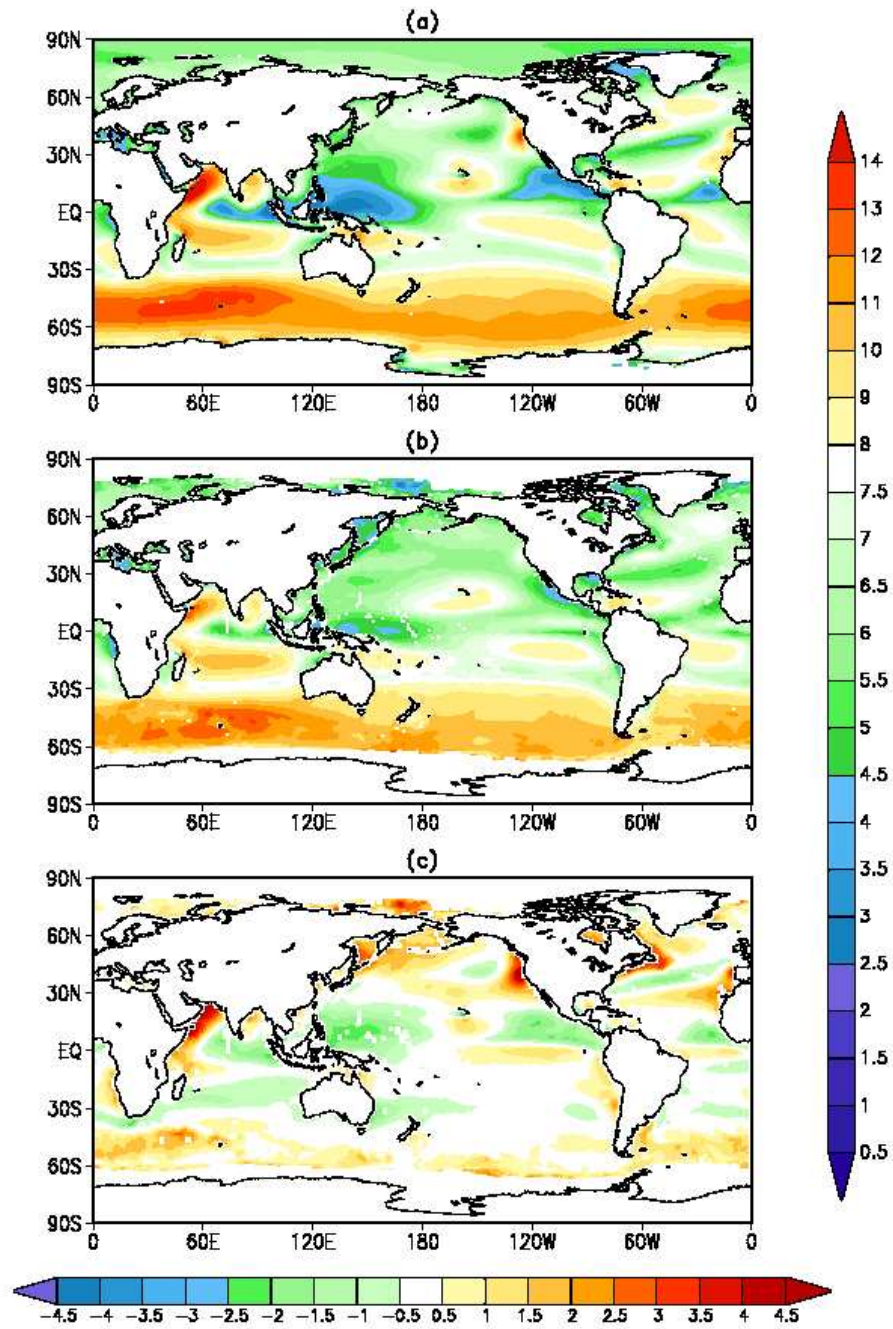 (a)
90N
60N
30N
EQ
30S
60S
90S
0 60E 120E 180 120W 60W 0
(b)
90N
60N
30N
EQ
30S
60S
90S
0 60E 120E 180 120W 60W 0
(c)
90N
60N
30N
EQ
30S
60S
90S
0 60E 120E 180 120W 60W 0
14
13
12
11
10
9
8
7.5
7
6.5
6
5.5
5
4.5
4
3.5
3
2.5
2
1.5
1
0.5
−4.5 −4 −3.5 −3 −2.5 −2 −1.5 −1 −0.5 0.5 1 1.5 2 2.5 3 3.5 4 4.5